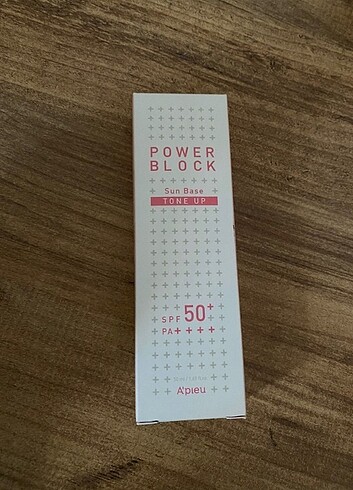 POWER
BLOCK
Sun Base
TONE UP
SPF 50+
PA++++
A'PIEU